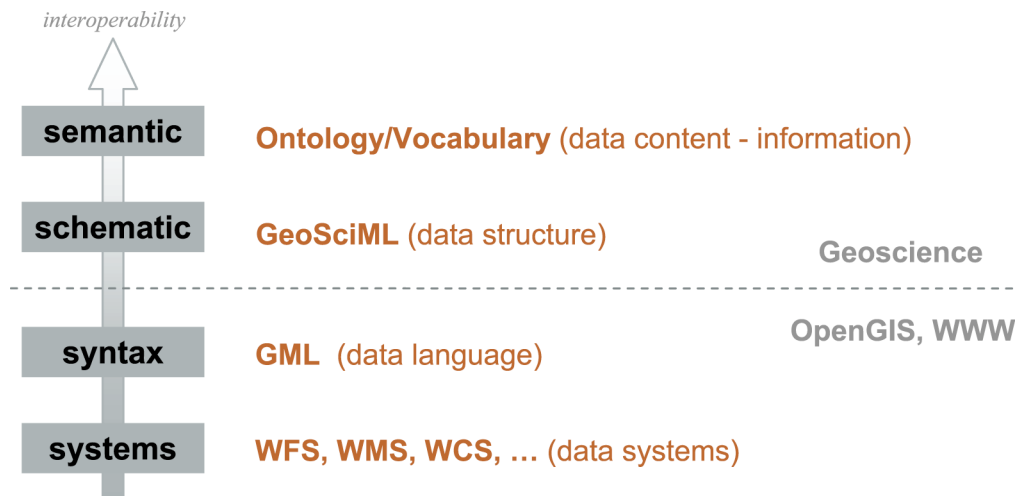 interoperability
semantic
Ontology/Vocabulary (data content - information)
schematic
GeoSciML (data structure)
Geoscience
OpenGIS, WWW
syntax
GML (data language)
systems
WFS, WMS, WCS, … (data systems)